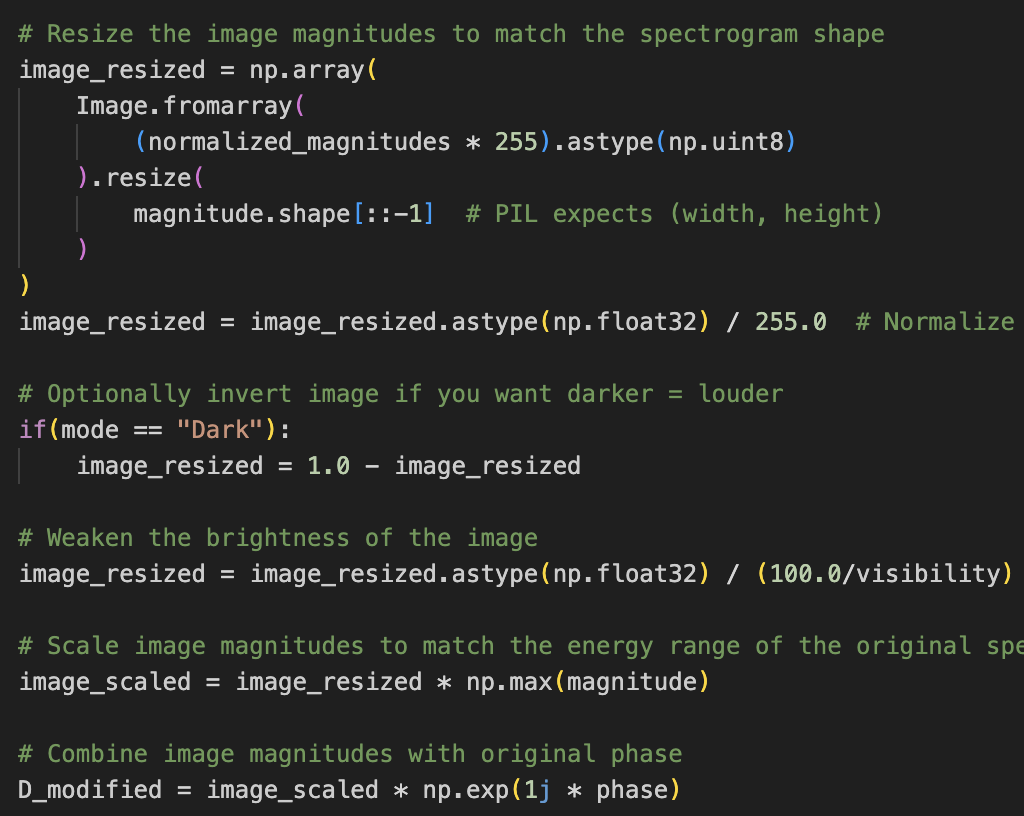 # Resize the image magnitudes to match the spectrogram shape
image_resized = np.array(
    Image.fromarray(
        (normalized_magnitudes * 255).astype(np.uint8)
    ).resize(
        magnitude.shape[::-1]  # PIL expects (width, height)
    )
)
image_resized = image_resized.astype(np.float32) / 255.0  # Normalize

# Optionally invert image if you want darker = louder
if(mode == "Dark"):
    image_resized = 1.0 - image_resized

# Weaken the brightness of the image
image_resized = image_resized.astype(np.float32) / (100.0/visibility)

# Scale image magnitudes to match the energy range of the original spe
image_scaled = image_resized * np.max(magnitude)

# Combine image magnitudes with original phase
D_modified = image_scaled * np.exp(1j * phase)